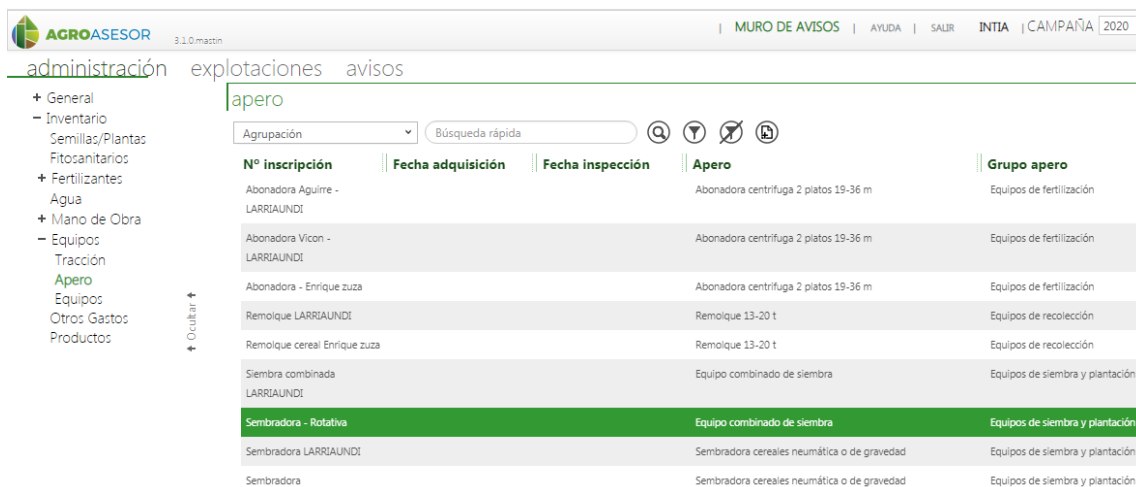 AGROASESOR 3.1.0.mastin | MURO DE AVISOS | AYUDA | SALIR INTIA | CAMPAÑA 2020
administración explotaciones avisos
+ General
− Inventario
Semillas/Plantas
Fitosanitarios
+ Fertilizantes
Agua
+ Mano de Obra
− Equipos
Tracción
Apero
Equipos
Otros Gastos
Productos
Ocultar
apero
Agrupación Búsqueda rápida
Nº inscripción Fecha adquisición Fecha inspección Apero Grupo apero
Abonadora Aguirre - Abonadora centrifuga 2 platos 19-36 m Equipos de fertilización
LARRIAUNDI
Abonadora Vicon - Abonadora centrifuga 2 platos 19-36 m Equipos de fertilización
LARRIAUNDI
Abonadora - Enrique zuza Abonadora centrifuga 2 platos 19-36 m Equipos de fertilización
Remolque LARRIAUNDI Remolque 13-20 t Equipos de recolección
Remolque cereal Enrique zuza Remolque 13-20 t Equipos de recolección
Siembra combinada Equipo combinado de siembra Equipos de siembra y plantación
LARRIAUNDI
Sembradora - Rotativa Equipo combinado de siembra Equipos de siembra y plantación
Sembradora LARRIAUNDI Sembradora cereales neumática o de gravedad Equipos de siembra y plantación
Sembradora Sembradora cereales neumática o de gravedad Equipos de siembra y plantación